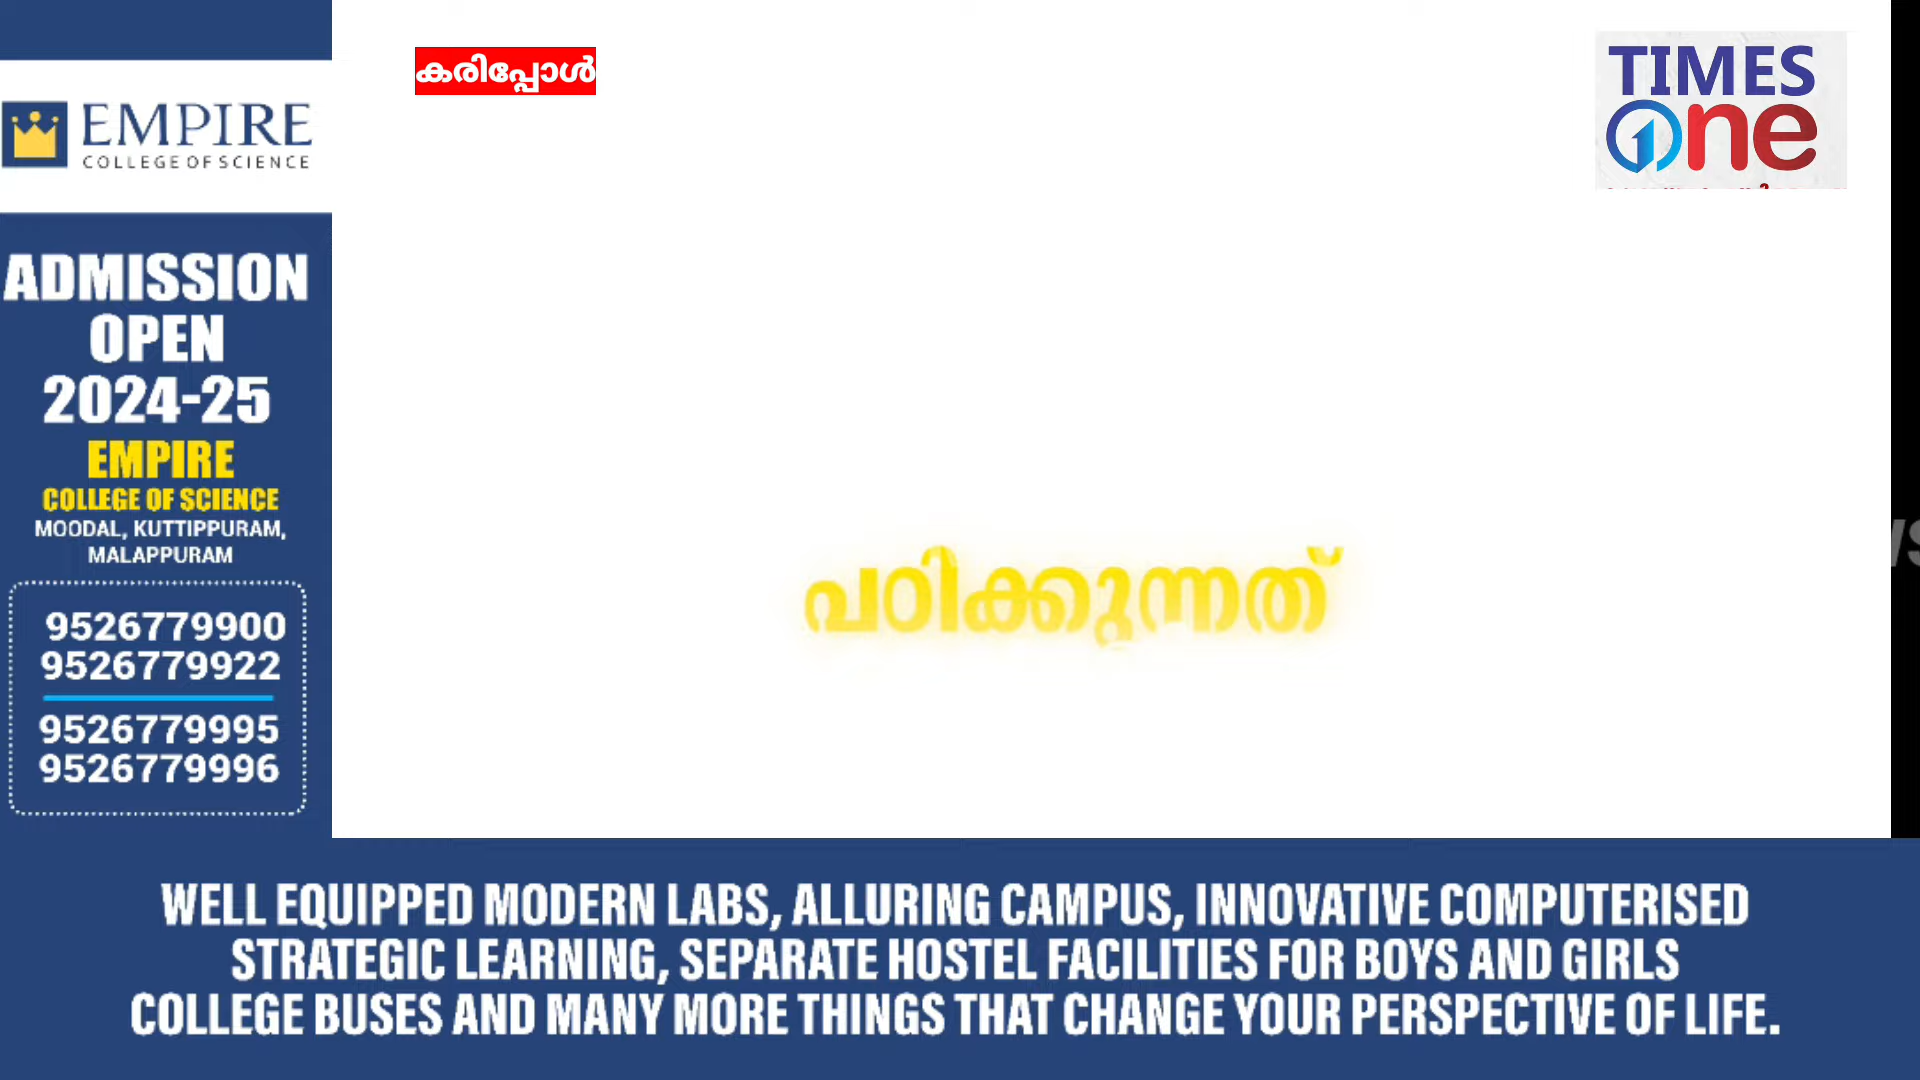 EMPIRE
COLLEGE OF SCIENCE
ADMISSION
OPEN
2024-25
EMPIRE
COLLEGE OF SCIENCE
MOODAL, KUTTIPPURAM,
MALAPPURAM
9526779900
9526779922
9526779995
9526779996
കരിപ്പോൾ
TIMES
One
പഠിക്കുന്നത്
WELL EQUIPPED MODERN LABS, ALLURING CAMPUS, INNOVATIVE COMPUTERISED
STRATEGIC LEARNING, SEPARATE HOSTEL FACILITIES FOR BOYS AND GIRLS
COLLEGE BUSES AND MANY MORE THINGS THAT CHANGE YOUR PERSPECTIVE OF LIFE.